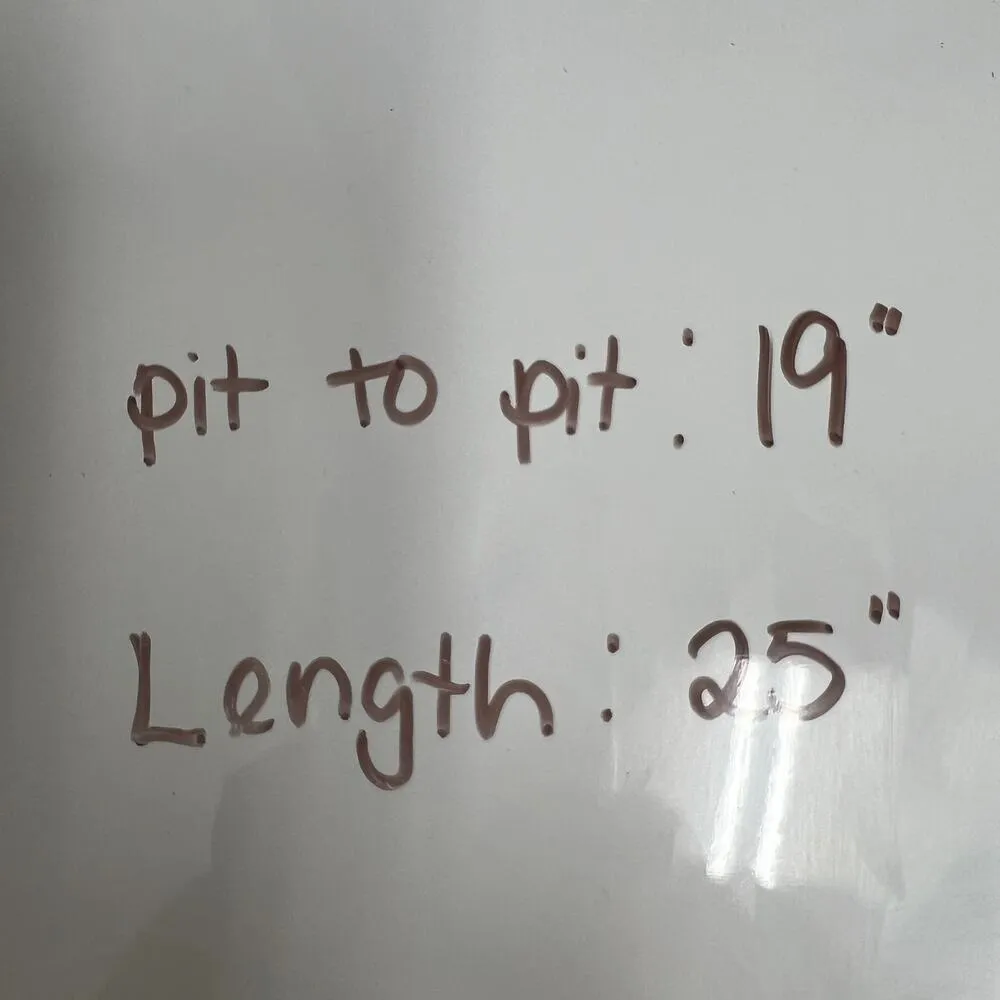 pit to pit : 19"
Length : 25"